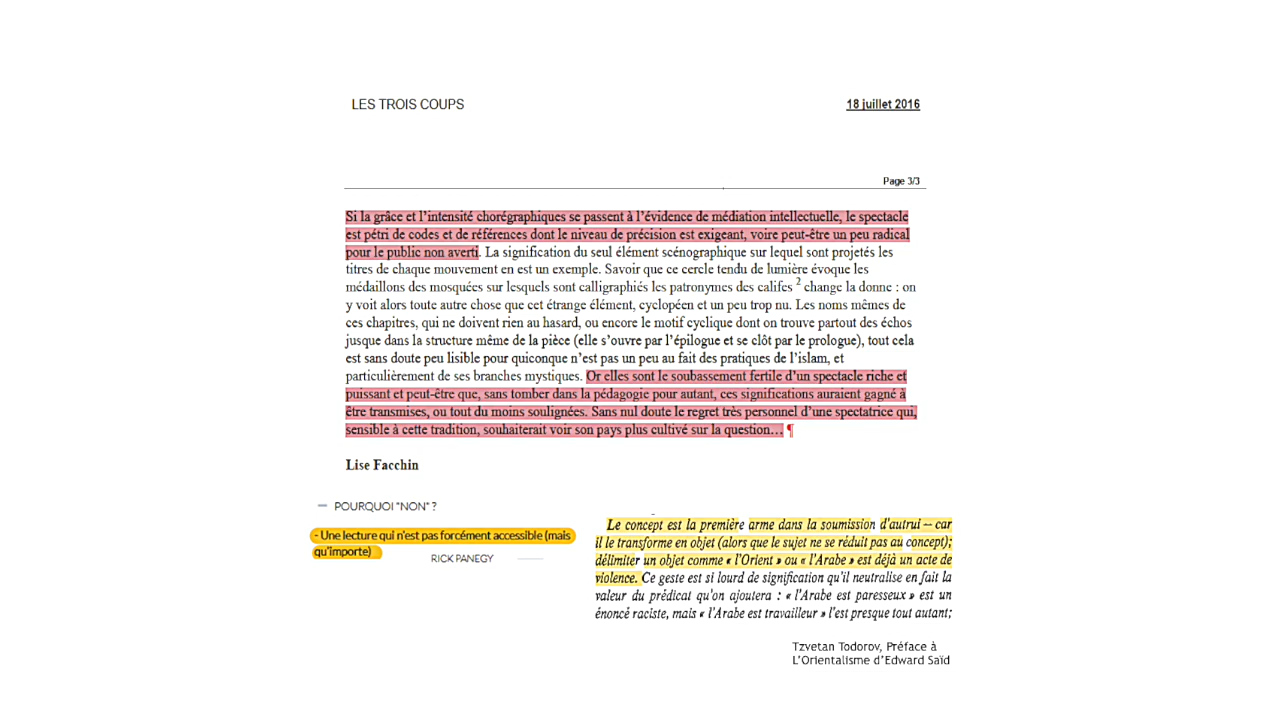 LES TROIS COUPS
18 juillet 2016
Page 3/3
Si la grâce et l’intensité chorégraphiques se passent à l’évidence de médiation intellectuelle, le spectacle
est pétri de codes et de références dont le niveau de précision est exigeant, voire peut-être un peu radical
pour le public non averti. La signification du seul élément scénographique sur lequel sont projetés les
titres de chaque mouvement en est un exemple. Savoir que ce cercle tendu de lumière évoque les
médaillons des mosquées sur lesquels sont calligraphiés les patronymes des califes 2 change la donne : on
y voit alors toute autre chose que cet étrange élément, cyclopéen et un peu trop nu. Les noms mêmes de
ces chapitres, qui ne doivent rien au hasard, ou encore le motif cyclique dont on trouve partout des échos
jusque dans la structure même de la pièce (elle s’ouvre par l’épilogue et se clôt par le prologue), tout cela
est sans doute peu lisible pour quiconque n’est pas un peu au fait des pratiques de l’islam, et
particulièrement de ses branches mystiques. Or elles sont le soubassement fertile d’un spectacle riche et
puissant et peut-être que, sans tomber dans la pédagogie pour autant, ces significations auraient gagné à
être transmises, ou tout du moins soulignées. Sans nul doute le regret très personnel d’une spectatrice qui,
sensible à cette tradition, souhaiterait voir son pays plus cultivé sur la question… ¶
Lise Facchin
— POURQUOI "NON" ?
- Une lecture qui n'est pas forcément accessible (mais
qu'importe)
RICK PANEGY
Le concept est la première arme dans la soumission d’autrui — car
il le transforme en objet (alors que le sujet ne se réduit pas au concept);
délimiter un objet comme « l’Orient » ou « l’Arabe » est déjà un acte de
violence. Ce geste est si lourd de signification qu’il neutralise en fait la
valeur du prédicat qu’on ajoutera : « l’Arabe est paresseux » est un
énoncé raciste, mais « l’Arabe est travailleur » l’est presque tout autant;
Tzvetan Todorov, Préface à
L’Orientalisme d’Edward Saïd